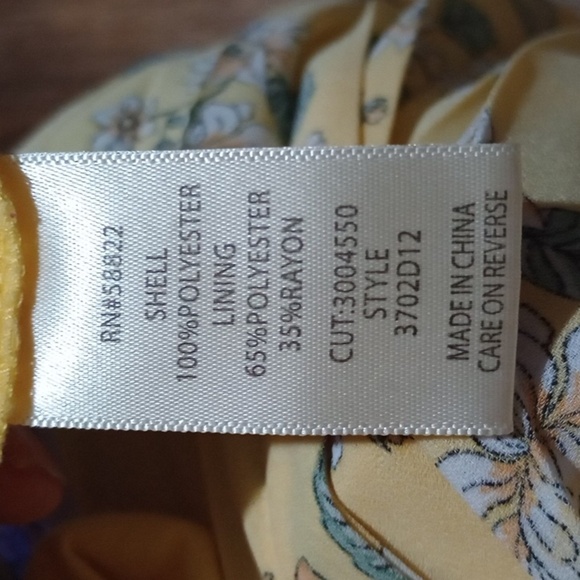 RN#58822
SHELL
100%POLYESTER
LINING
65%POLYESTER
35%RAYON
CUT:3004550
STYLE
3702D12
MADE IN CHINA
CARE ON REVERSE